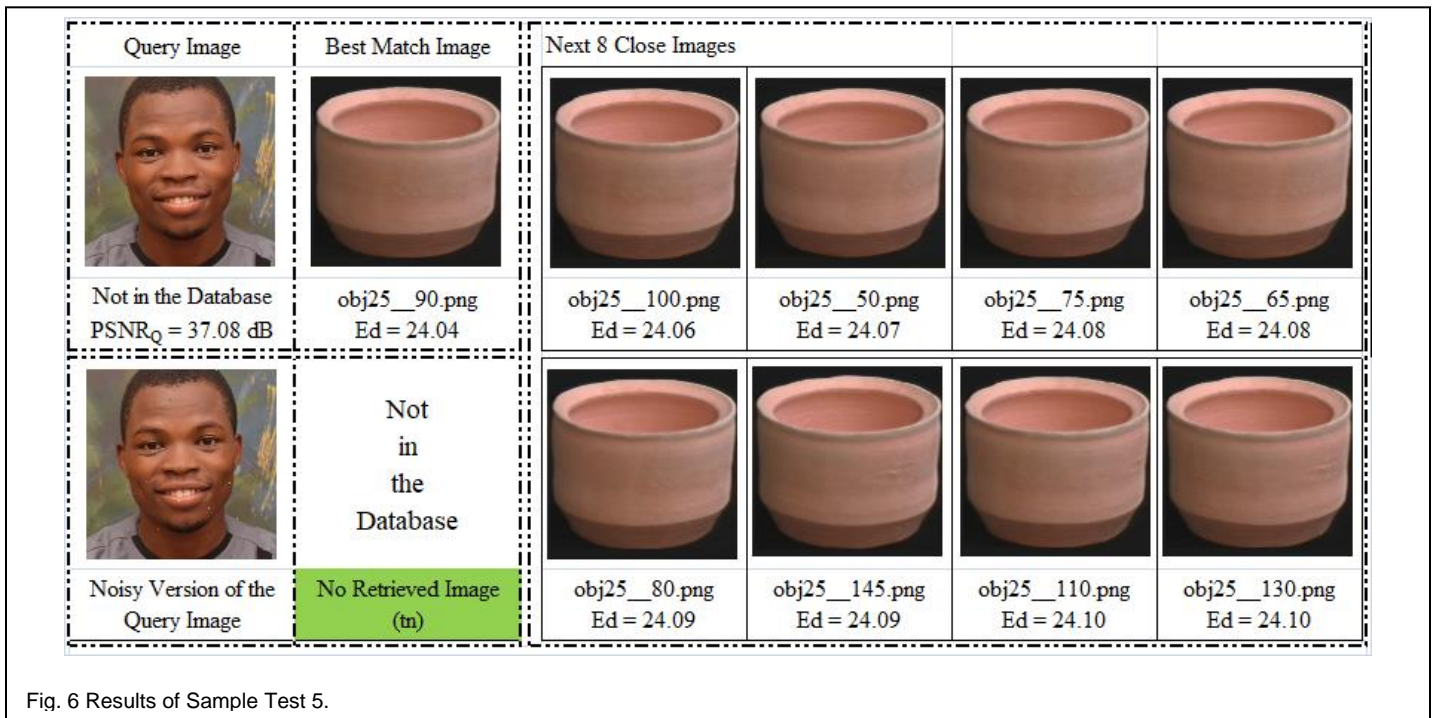 Query Image
Best Match Image
Next 8 Close Images
Not in the Database
PSNRQ = 37.08 dB
obj25__90.png
Ed = 24.04
obj25__100.png
Ed = 24.06
obj25__50.png
Ed = 24.07
obj25__75.png
Ed = 24.08
obj25__65.png
Ed = 24.08
Not
in
the
Database
Noisy Version of the
Query Image
No Retrieved Image
(tn)
obj25__80.png
Ed = 24.09
obj25__145.png
Ed = 24.09
obj25__110.png
Ed = 24.10
obj25__130.png
Ed = 24.10
Fig. 6 Results of Sample Test 5.